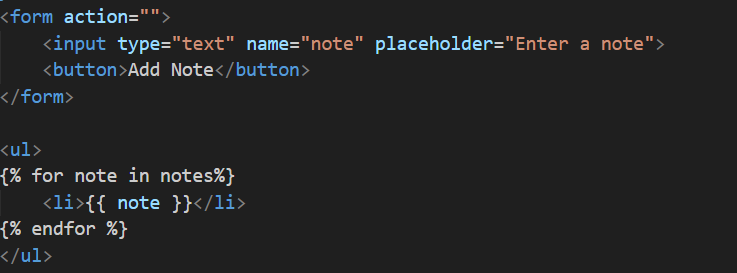 <form action="">
    <input type="text" name="note" placeholder="Enter a note">
    <button>Add Note</button>
</form>

<ul>
{% for note in notes%}
    <li>{{ note }}</li>
{% endfor %}
</ul>